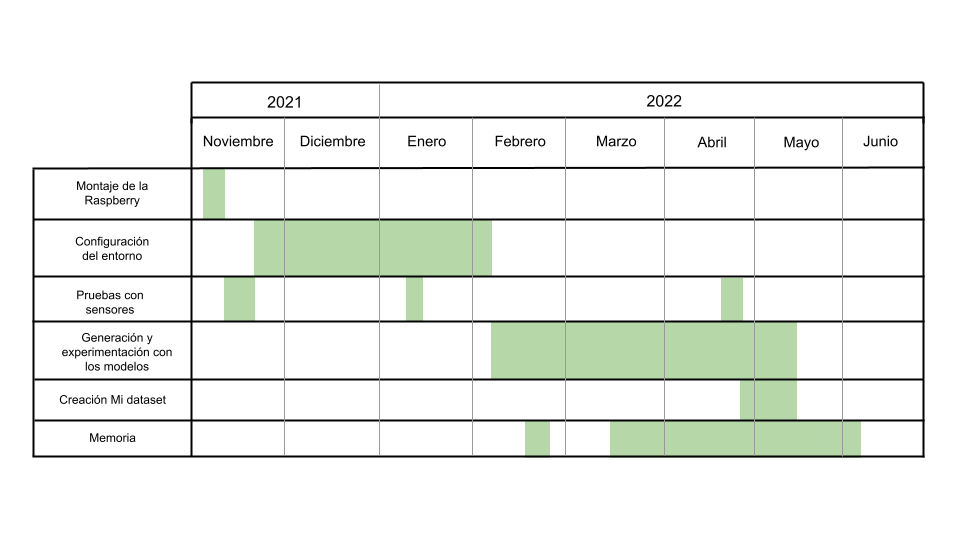 2021
2022
Noviembre
Diciembre
Enero
Febrero
Marzo
Abril
Mayo
Junio
Montaje de la
Raspberry
Configuración
del entorno
Pruebas con
sensores
Generación y
experimentación con
los modelos
Creación Mi dataset
Memoria